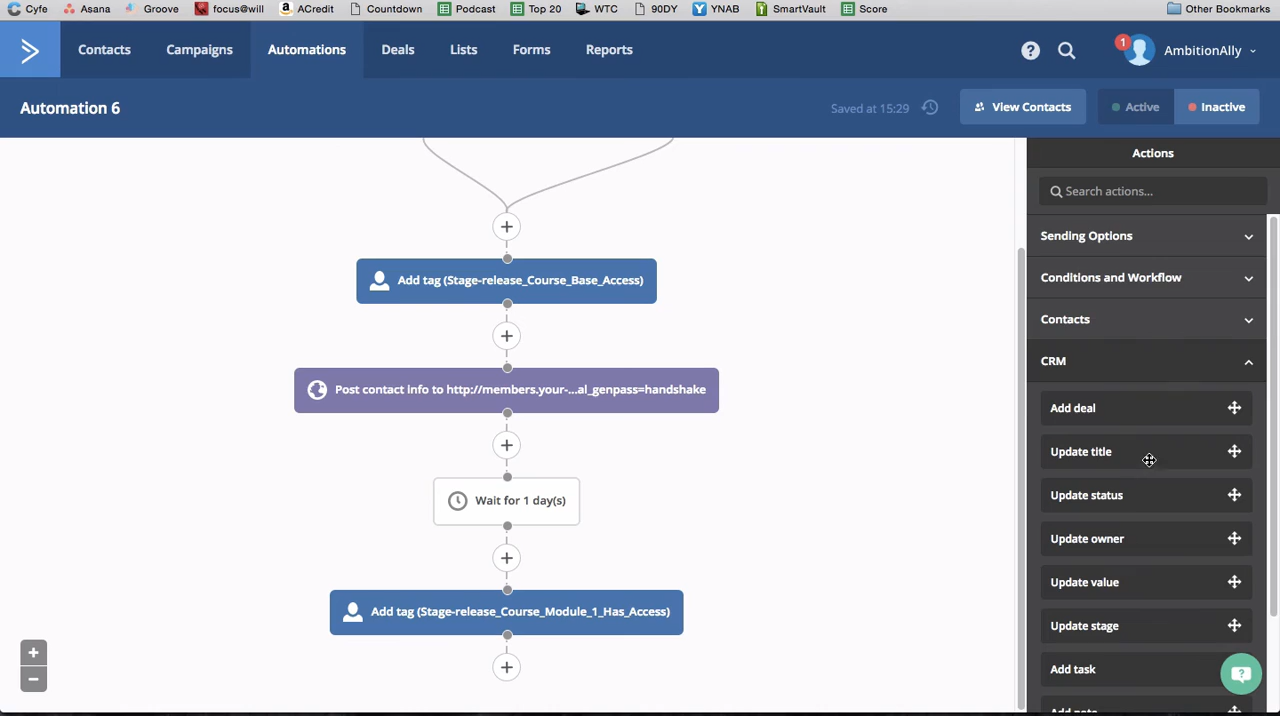 Cyfe Asana Groove focus@will ACredit Countdown Podcast Top 20 WTC 90DY YNAB SmartVault Score Other Bookmarks
Contacts Campaigns Automations Deals Lists Forms Reports 1 AmbitionAlly
Automation 6 Saved at 15:29 View Contacts Active Inactive
Actions
Search actions...
Sending Options
Conditions and Workflow
Contacts
CRM
Add deal
Update title
Update status
Update owner
Update value
Update stage
Add task
Add note
Add tag (Stage-release_Course_Base_Access)
Post contact info to http://members.your-...al_genpass=handshake
Wait for 1 day(s)
Add tag (Stage-release_Course_Module_1_Has_Access)